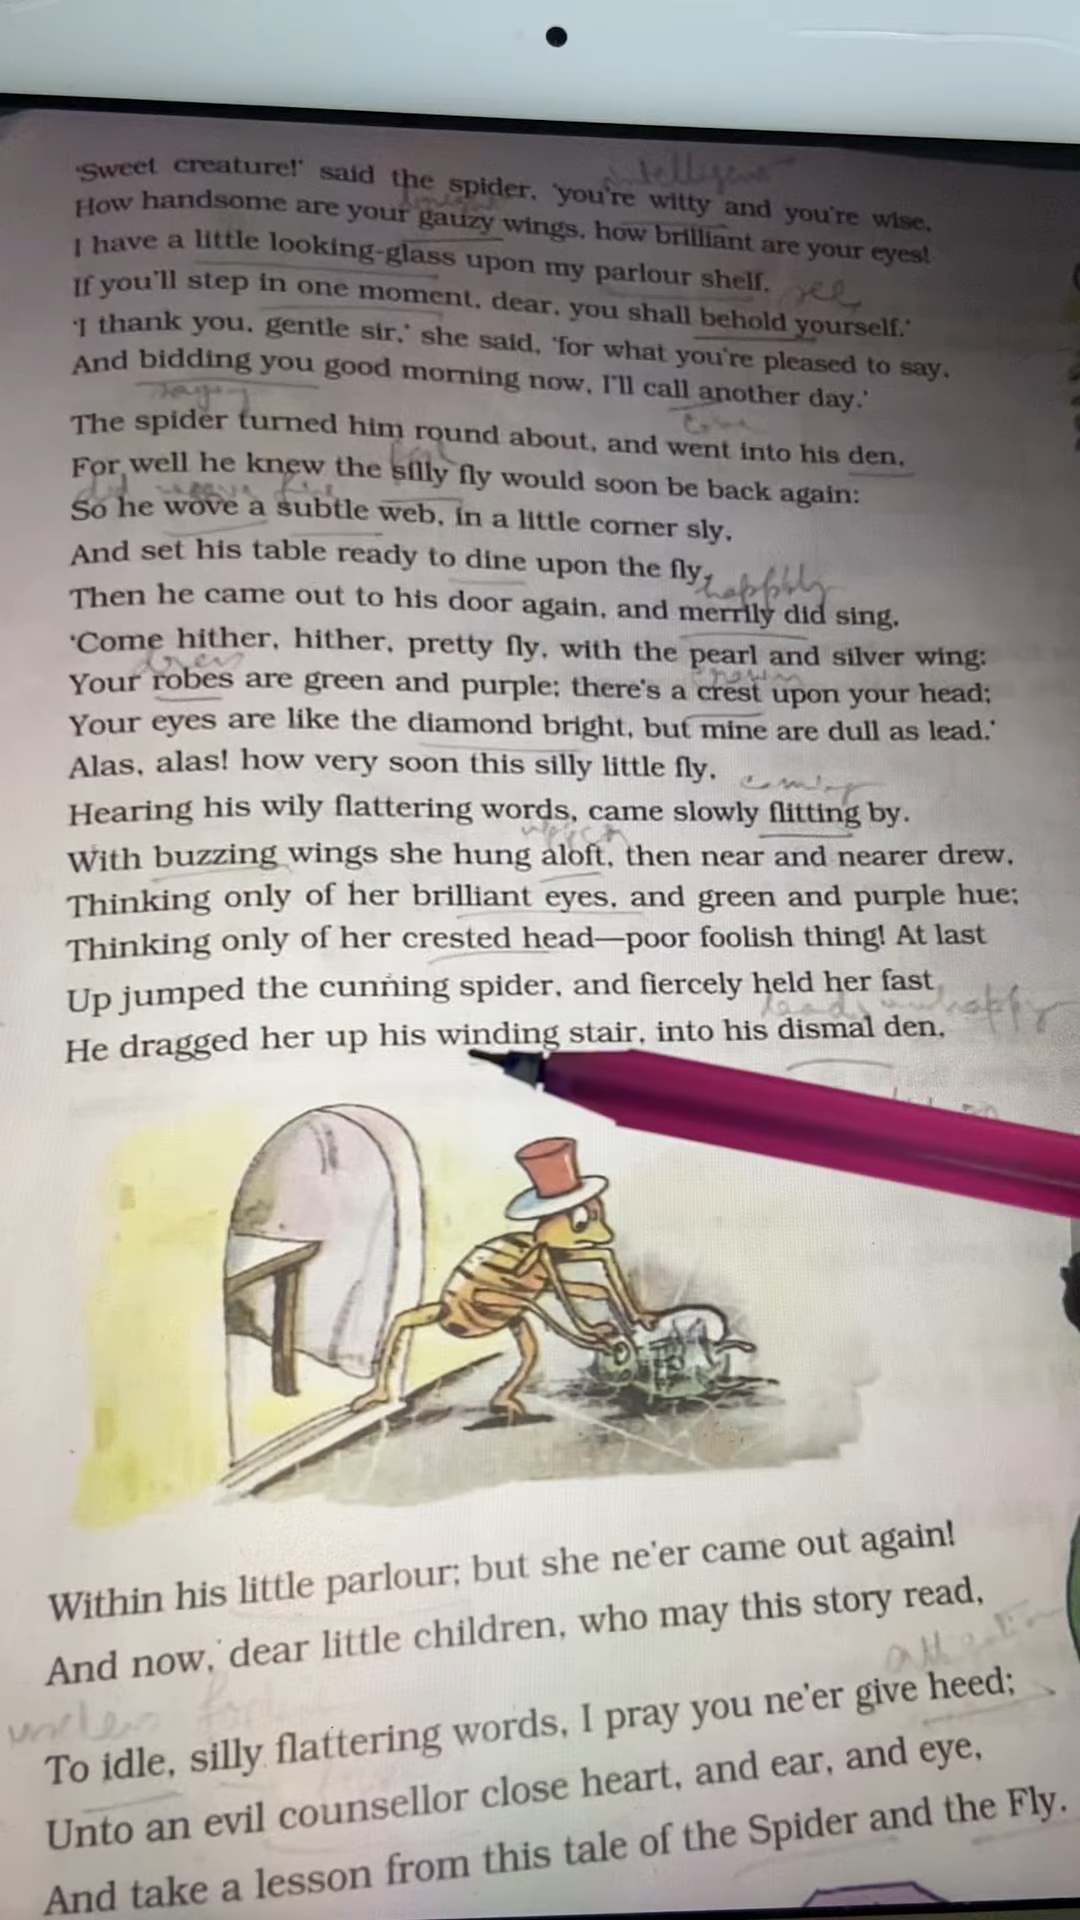 'Sweet creature!' said the spider, 'you're witty and you're wise,
How handsome are your gauzy wings, how brilliant are your eyes!
I have a little looking-glass upon my parlour shelf,
see
If you'll step in one moment, dear, you shall behold yourself.'
'I thank you, gentle sir,' she said, 'for what you're pleased to say,
And bidding you good morning now, I'll call another day.'
The spider turned him round about, and went into his den,
For well he knew the silly fly would soon be back again:
So he wove a subtle web, in a little corner sly,
And set his table ready to dine upon the fly,
Then he came out to his door again, and merrily did sing,
'Come hither, hither, pretty fly, with the pearl and silver wing;
Your robes are green and purple; there's a crest upon your head;
Your eyes are like the diamond bright, but mine are dull as lead.'
Alas, alas! how very soon this silly little fly,
coming
Hearing his wily flattering words, came slowly flitting by.
With buzzing wings she hung aloft, then near and nearer drew,
Thinking only of her brilliant eyes, and green and purple hue;
Thinking only of her crested head—poor foolish thing! At last
Up jumped the cunning spider, and fiercely held her fast
He dragged her up his winding stair, into his dismal den,
Within his little parlour; but she ne'er came out again!
And now, dear little children, who may this story read,
To idle, silly flattering words, I pray you ne'er give heed;
Unto an evil counsellor close heart, and ear, and eye,
And take a lesson from this tale of the Spider and the Fly.